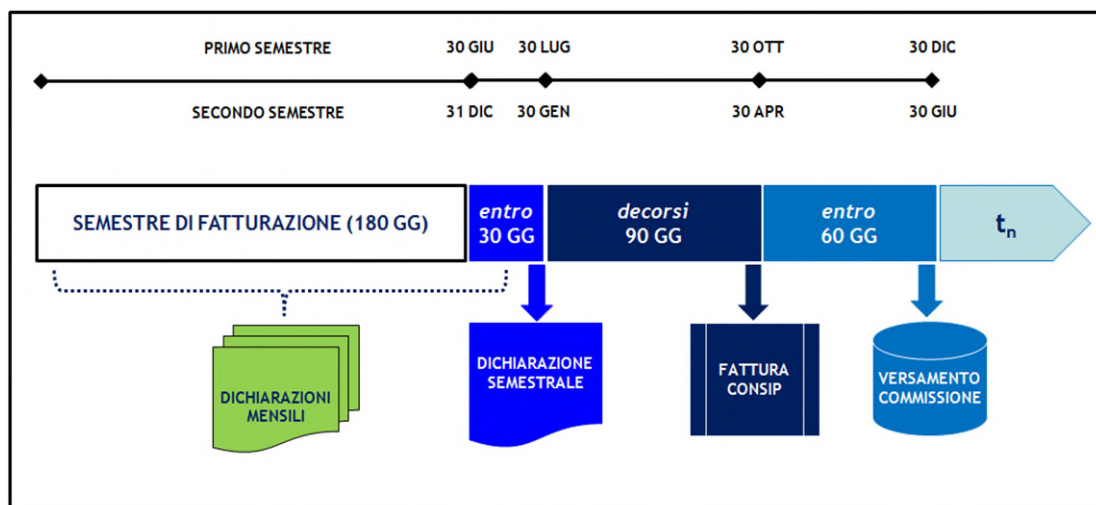 PRIMO SEMESTRE
30 GIU
30 LUG
30 OTT
30 DIC
SECONDO SEMESTRE
31 DIC
30 GEN
30 APR
30 GIU
SEMESTRE DI FATTURAZIONE (180 GG)
entro
30 GG
decorsi
90 GG
entro
60 GG
tn
DICHIARAZIONI
MENSILI
DICHIARAZIONE
SEMESTRALE
FATTURA
CONSIP
VERSAMENTO
COMMISSIONE